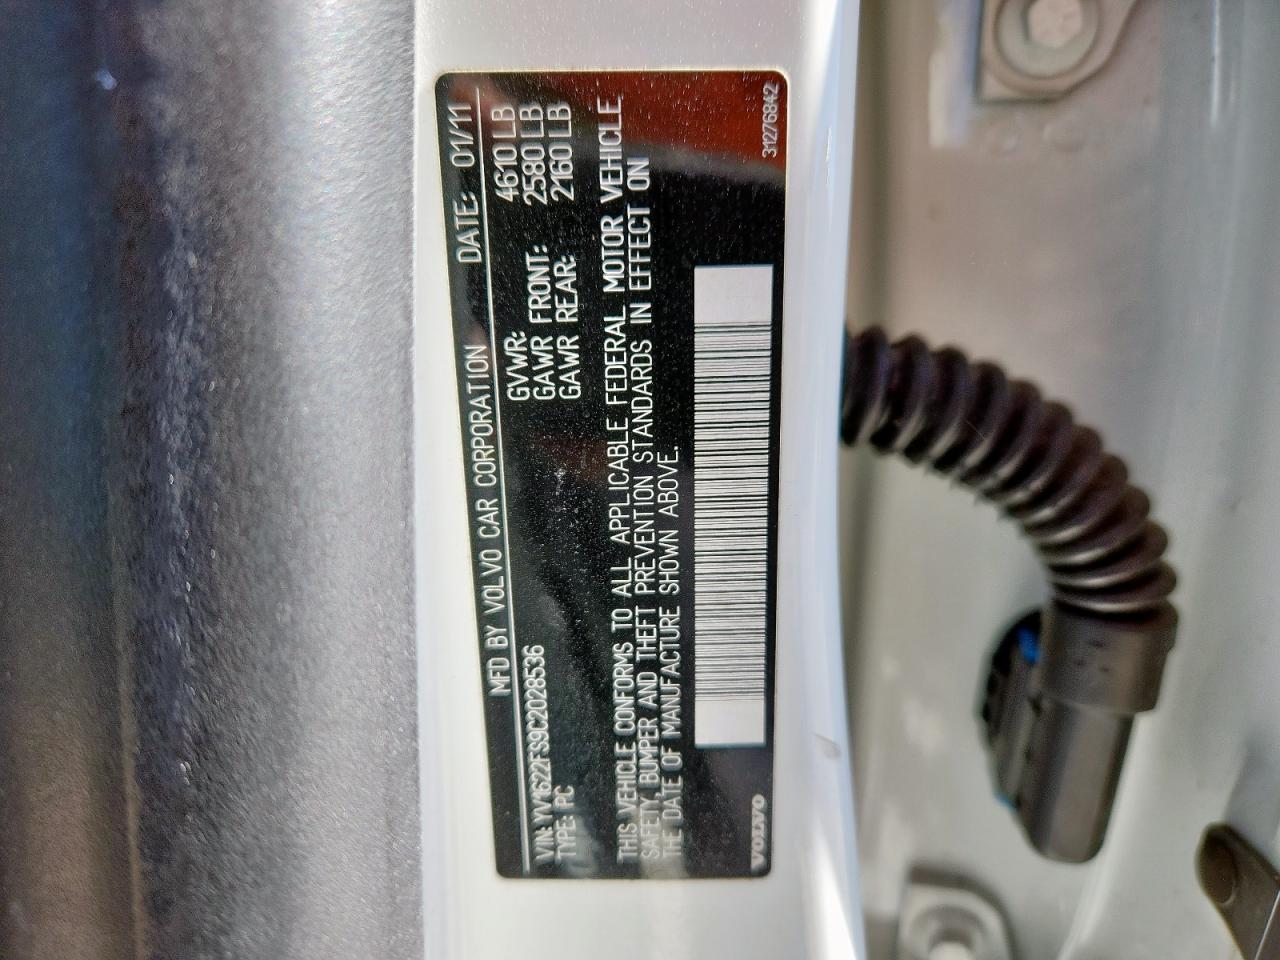 MFD BY VOLVO CAR CORPORATION DATE: 01/11
GVWR: 4610 LB
GAWR FRONT: 2580 LB
GAWR REAR: 2160 LB
VIN: YV1622FS9C2028536
TYPE: PC
THIS VEHICLE CONFORMS TO ALL APPLICABLE FEDERAL MOTOR VEHICLE
SAFETY, BUMPER AND THEFT PREVENTION STANDARDS IN EFFECT ON
THE DATE OF MANUFACTURE SHOWN ABOVE.
VOLVO 31276842